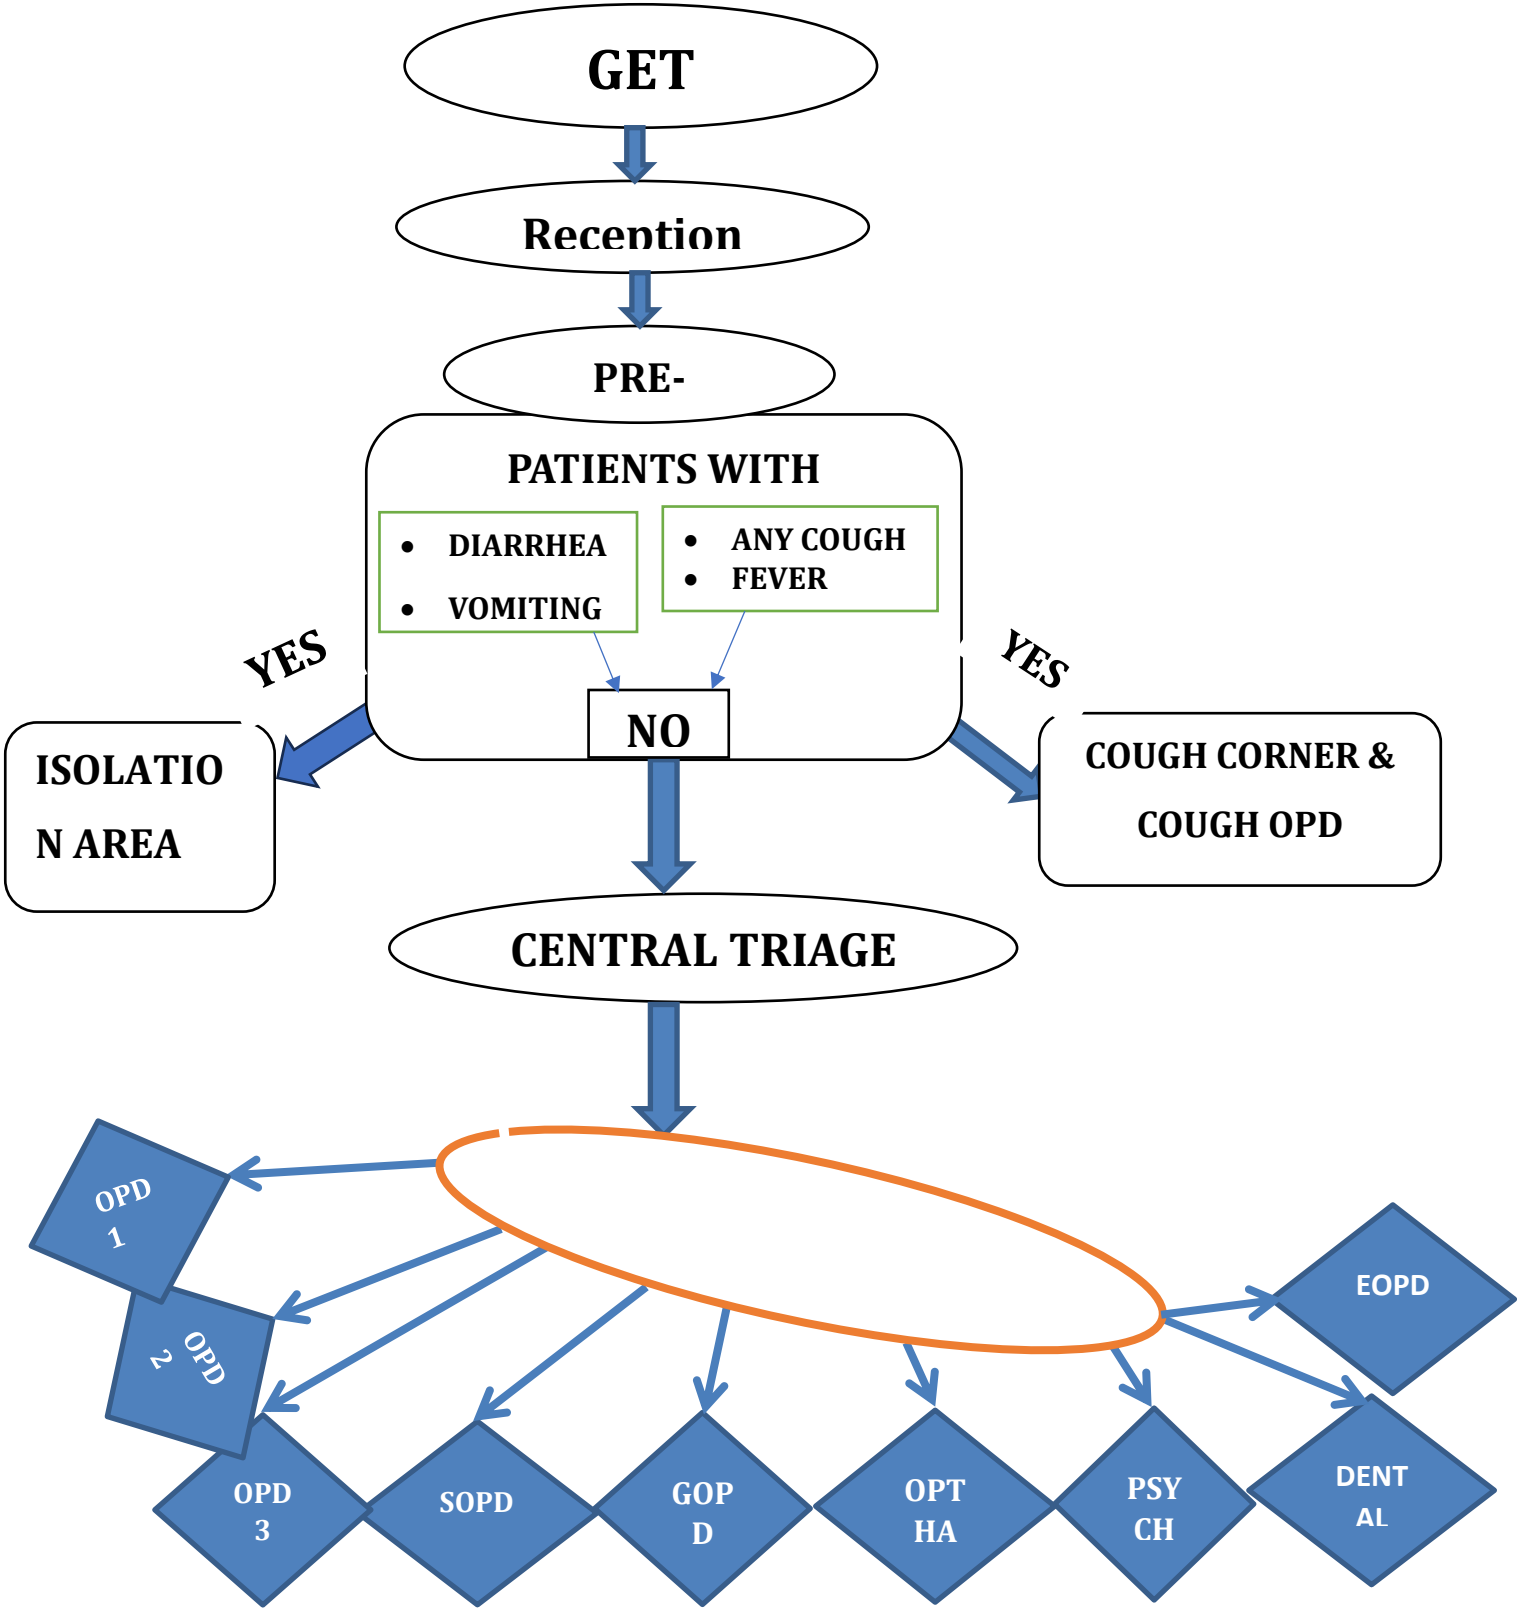 GET
Reception
PRE-
PATIENTS WITH
DIARRHEA
VOMITING
ANY COUGH
FEVER
YES
YES
NO
ISOLATIO
N AREA
COUGH CORNER &
COUGH OPD
CENTRAL TRIAGE
OPD
1
OPD
2
EOPD
OPD
3
SOPD
GOP
D
OPT
HA
PSY
CH
DENT
AL